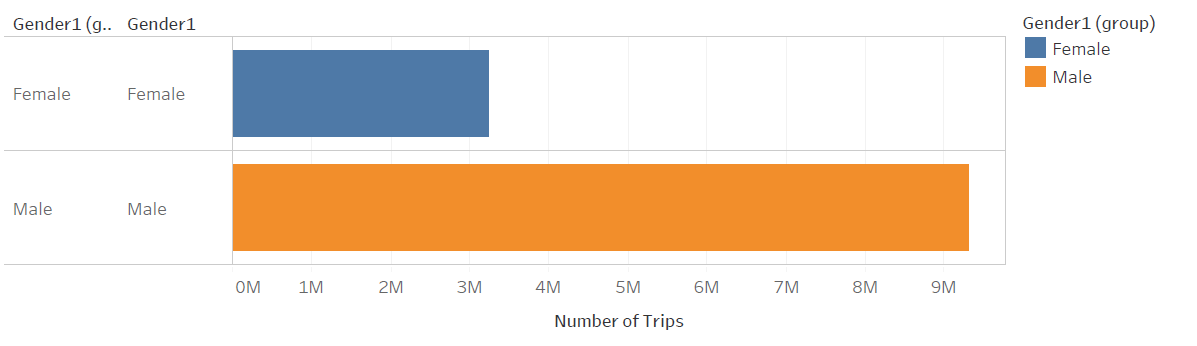 Gender1 (g.. Gender1
Gender1 (group)
Female
Male
Female Female
Male Male
0M 1M 2M 3M 4M 5M 6M 7M 8M 9M
Number of Trips